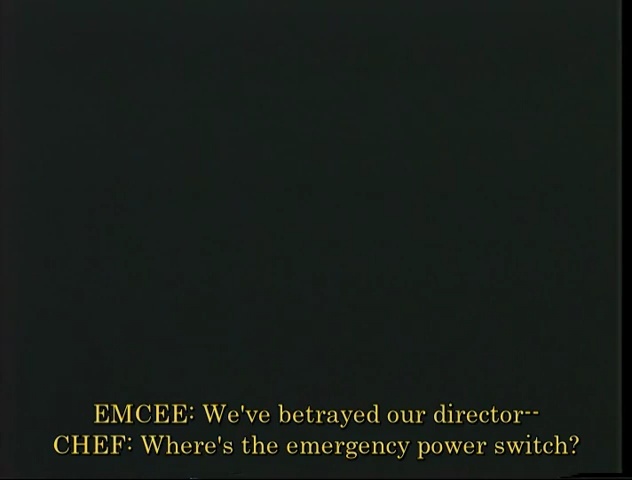 EMCEE: We've betrayed our director--
CHEF: Where's the emergency power switch?